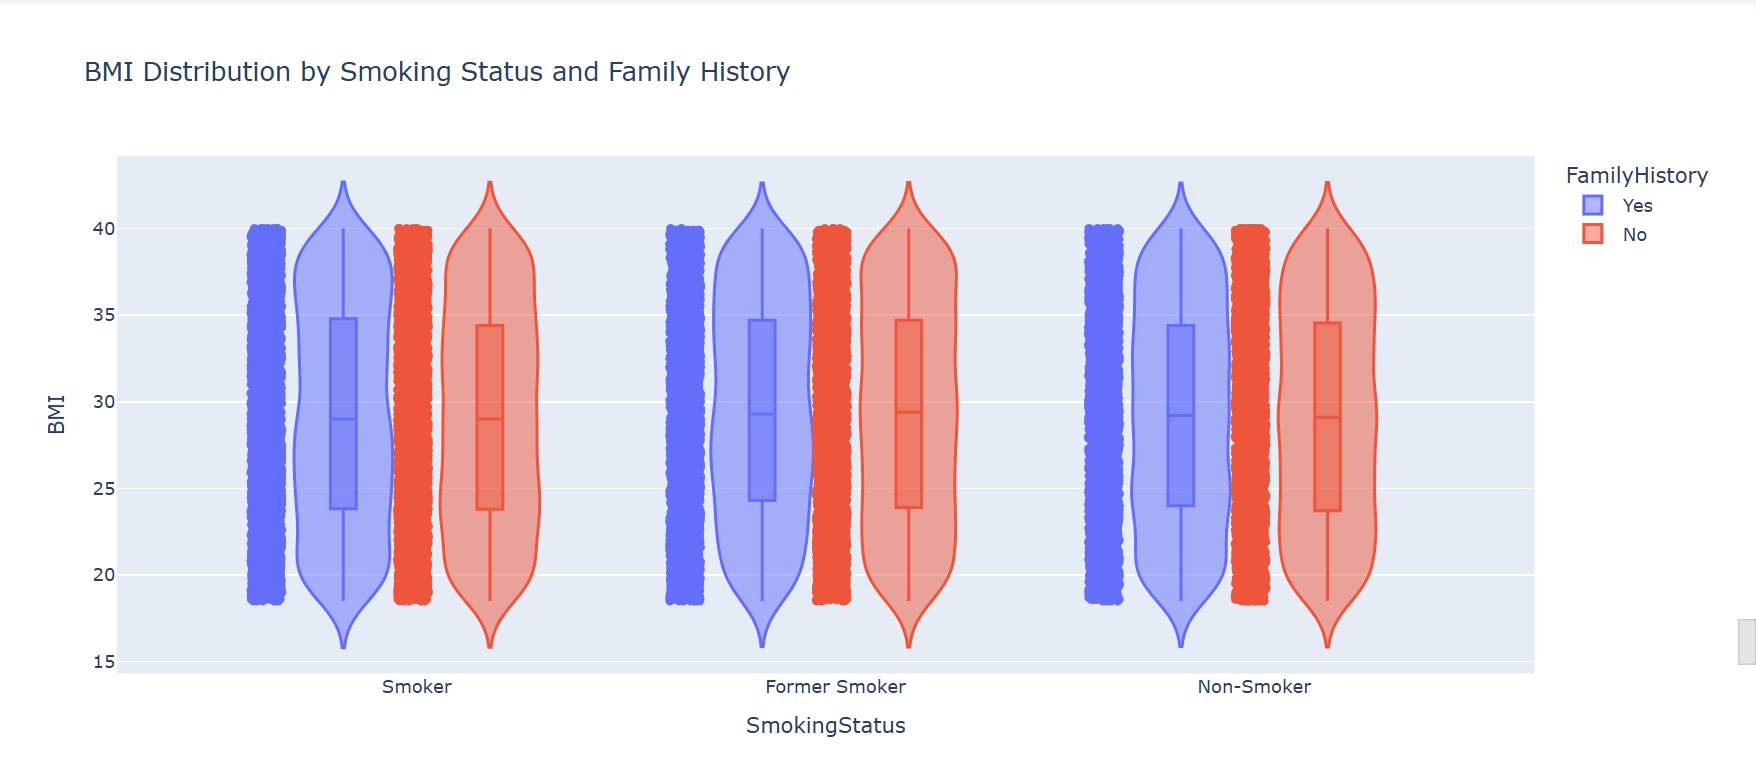 BMI Distribution by Smoking Status and Family History
FamilyHistory
Yes
No
40
35
30
25
20
15
BMI
Smoker
Former Smoker
Non-Smoker
SmokingStatus